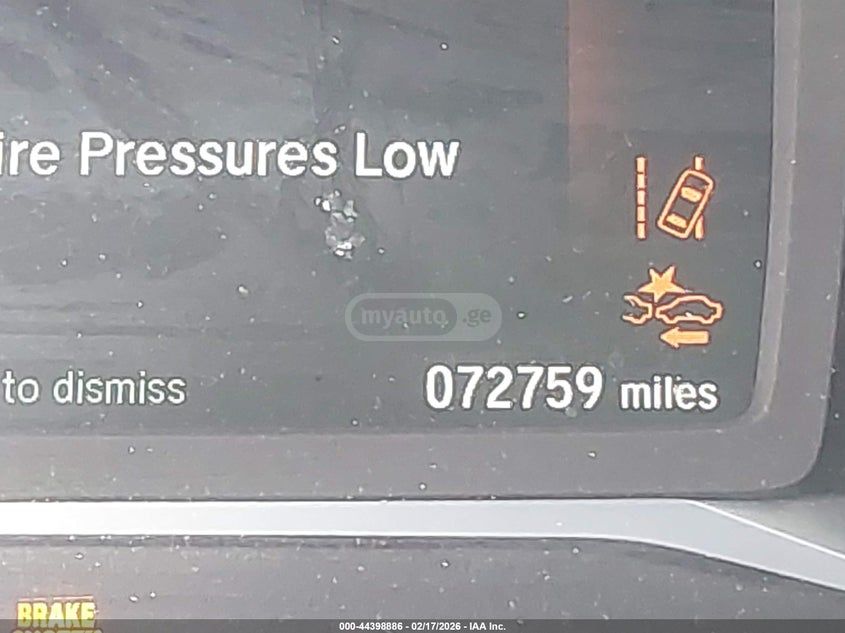 ire Pressures Low
myauto.ge
to dismiss
072759 miles
BRAKE
000-44398886 - 02/17/2026 - IAA Inc.